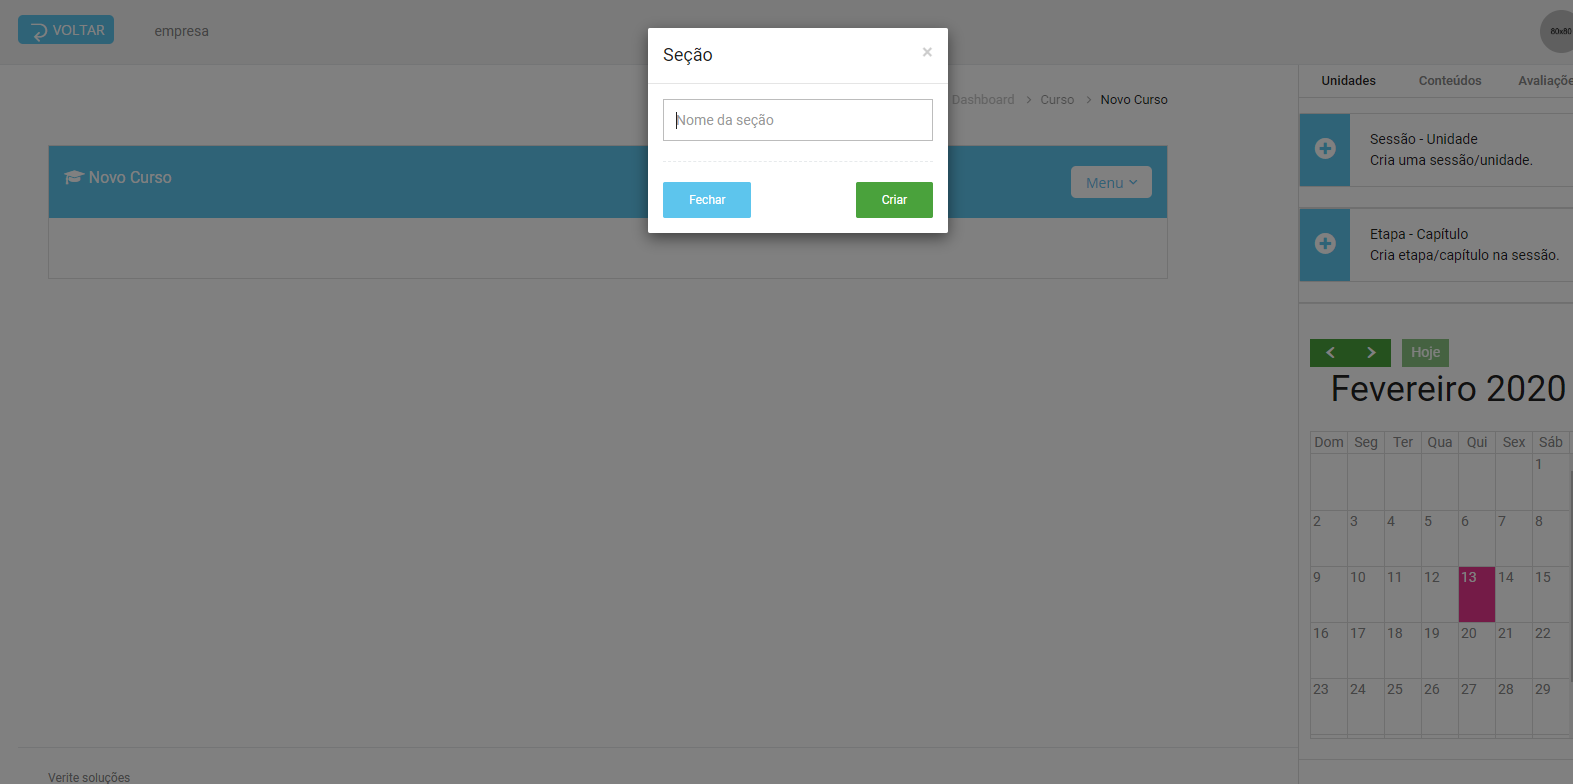 VOLTAR
empresa
80x80
Seção
×
Nome da seção
Fechar
Criar
Dashboard > Curso > Novo Curso
Novo Curso
Menu
Unidades Conteúdos Avaliaçõe
Sessão - Unidade
Cria uma sessão/unidade.
Etapa - Capítulo
Cria etapa/capítulo na sessão.
Hoje
Fevereiro 2020
Dom Seg Ter Qua Qui Sex Sáb
1
2 3 4 5 6 7 8
9 10 11 12 13 14 15
16 17 18 19 20 21 22
23 24 25 26 27 28 29
Verite soluções